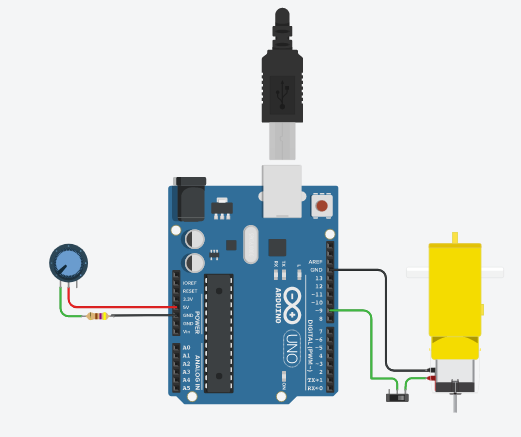 AREF
GND
13
12
~11
~10
~9
8
7
~6
~5
4
~3
2
TX→1
RX←0
IOREF
RESET
3.3V
5V
GND
GND
Vin
A0
A1
A2
A3
A4
A5
POWER
ANALOG IN
DIGITAL (PWM~)
ARDUINO
UNO
RX
TX
L
ON